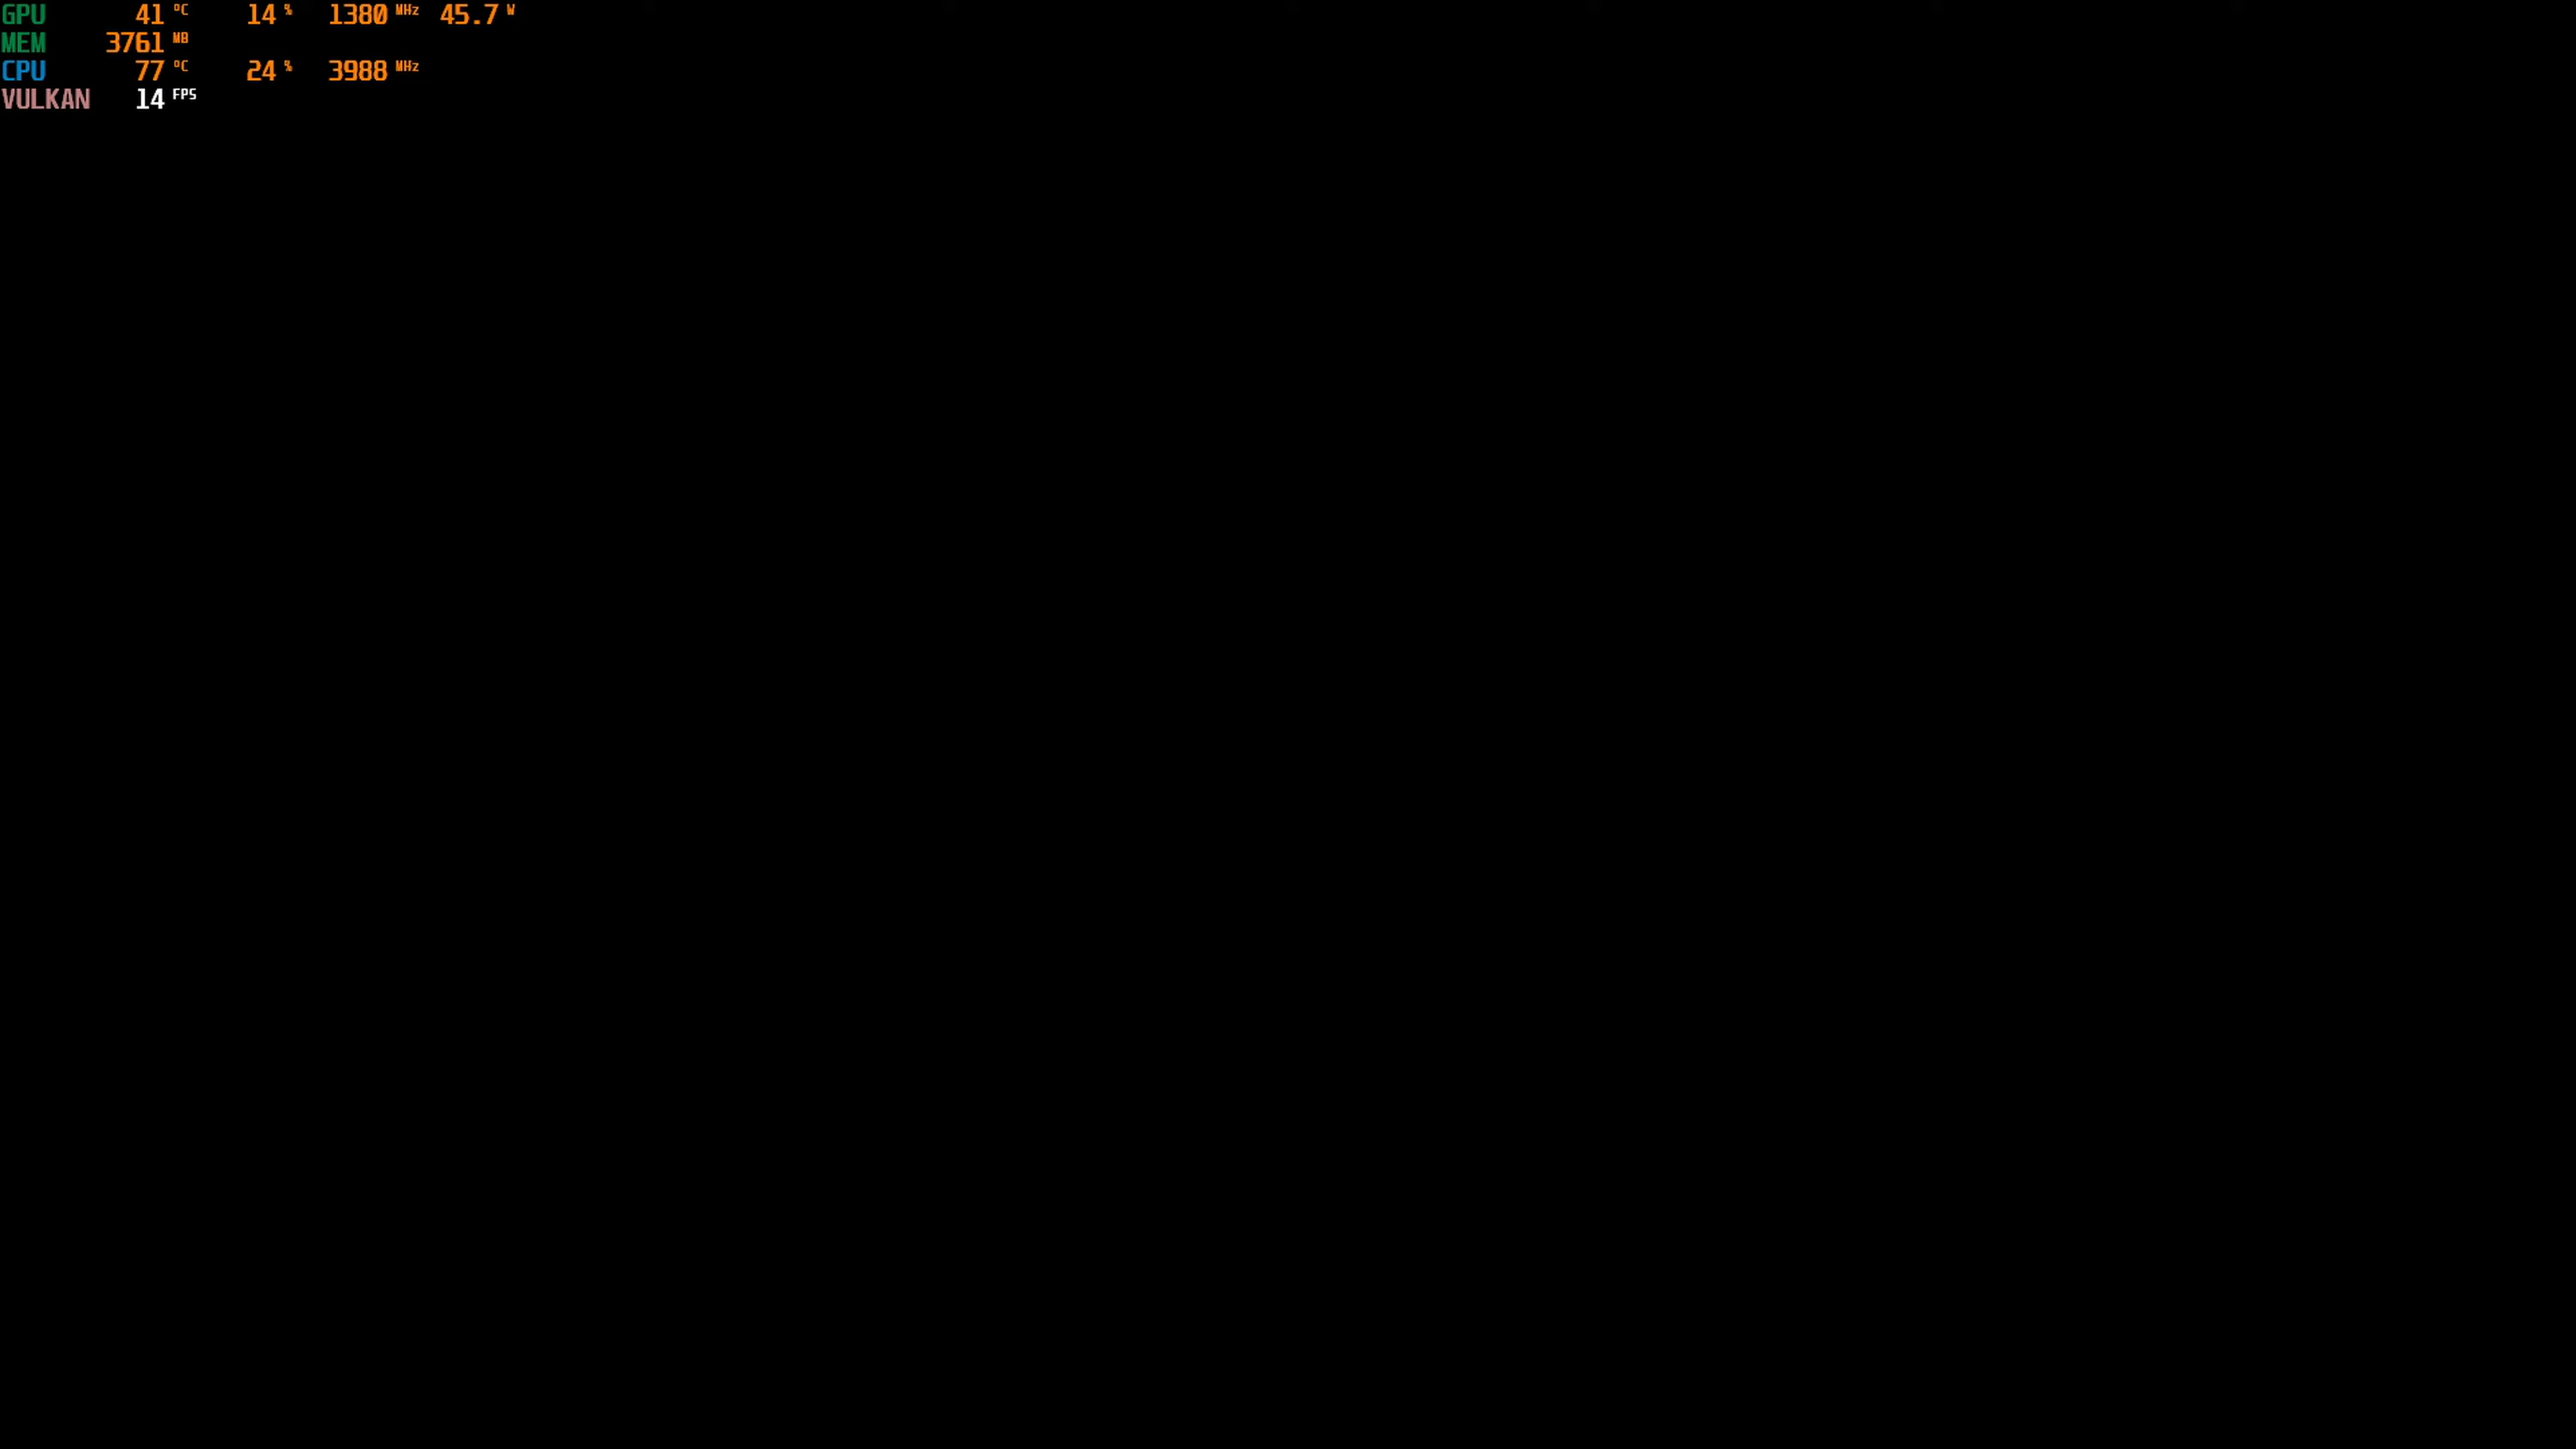 GPU 41 °C 14 % 1380 MHz 45.7 W
MEM 3761 MB
CPU 77 °C 24 % 3988 MHz
VULKAN 14 FPS